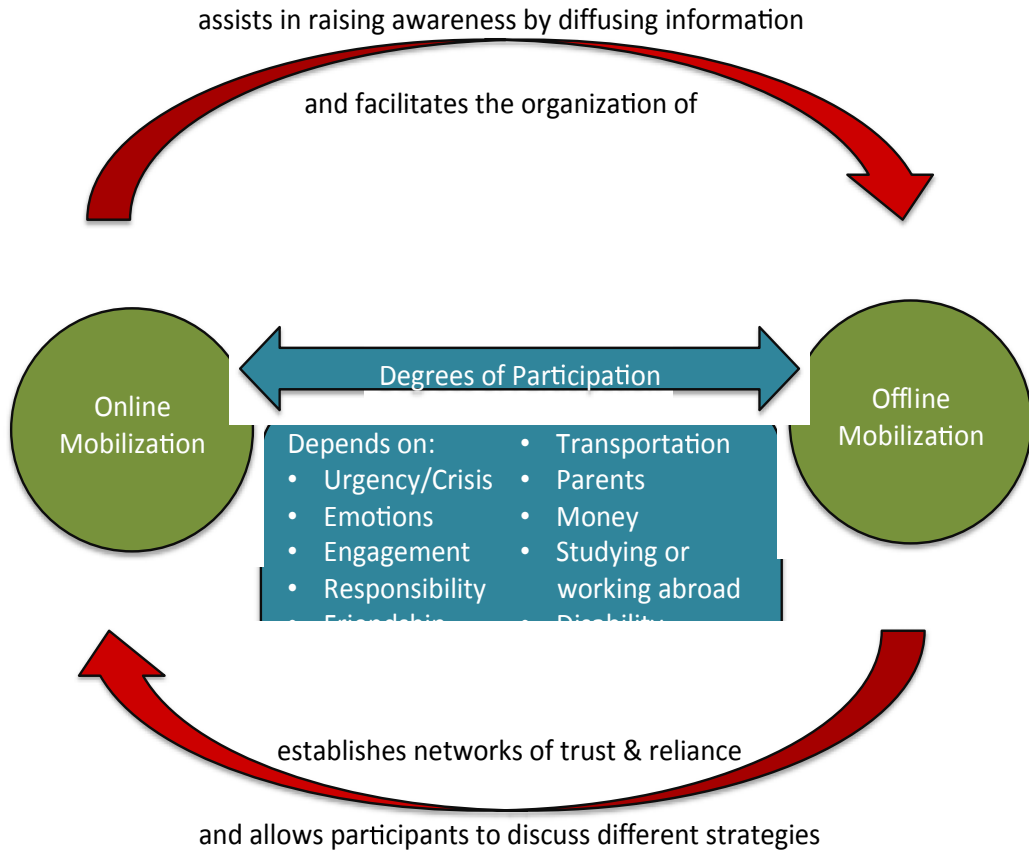 assists in raising awareness by diffusing information
and facilitates the organization of
Degrees of Participation
Online
Mobilization
Offline
Mobilization
Depends on:
• Urgency/Crisis
• Emotions
• Engagement
• Responsibility
• Friendship
• Transportation
• Parents
• Money
• Studying or
working abroad
• Disability
establishes networks of trust & reliance
and allows participants to discuss different strategies